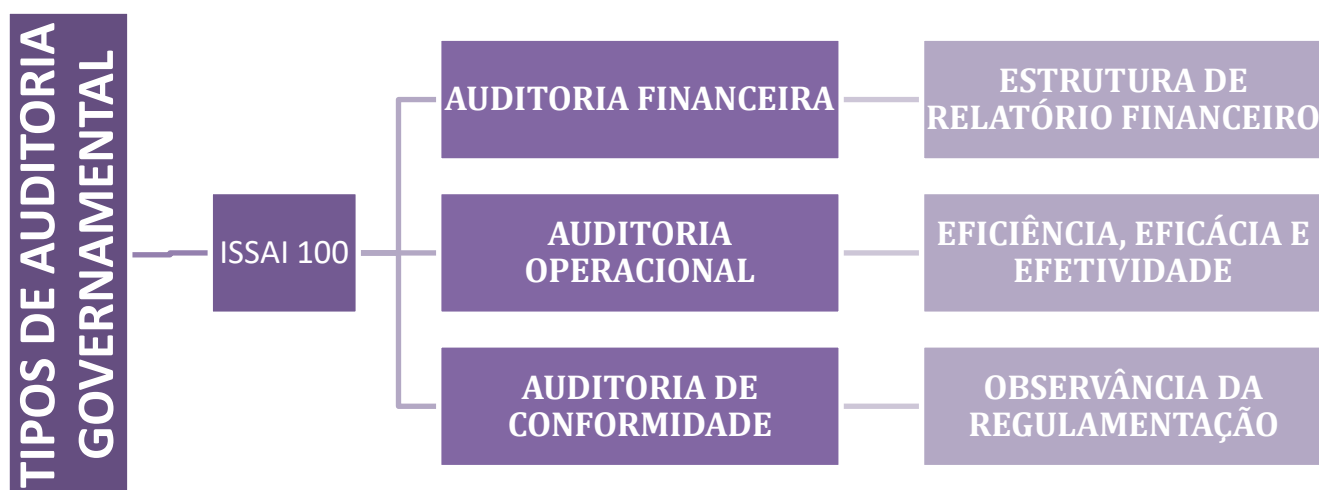 TIPOS DE AUDITORIA
GOVERNAMENTAL
ISSAI 100
AUDITORIA FINANCEIRA
ESTRUTURA DE
RELATÓRIO FINANCEIRO
AUDITORIA
OPERACIONAL
EFICIÊNCIA, EFICÁCIA E
EFETIVIDADE
AUDITORIA DE
CONFORMIDADE
OBSERVÂNCIA DA
REGULAMENTAÇÃO